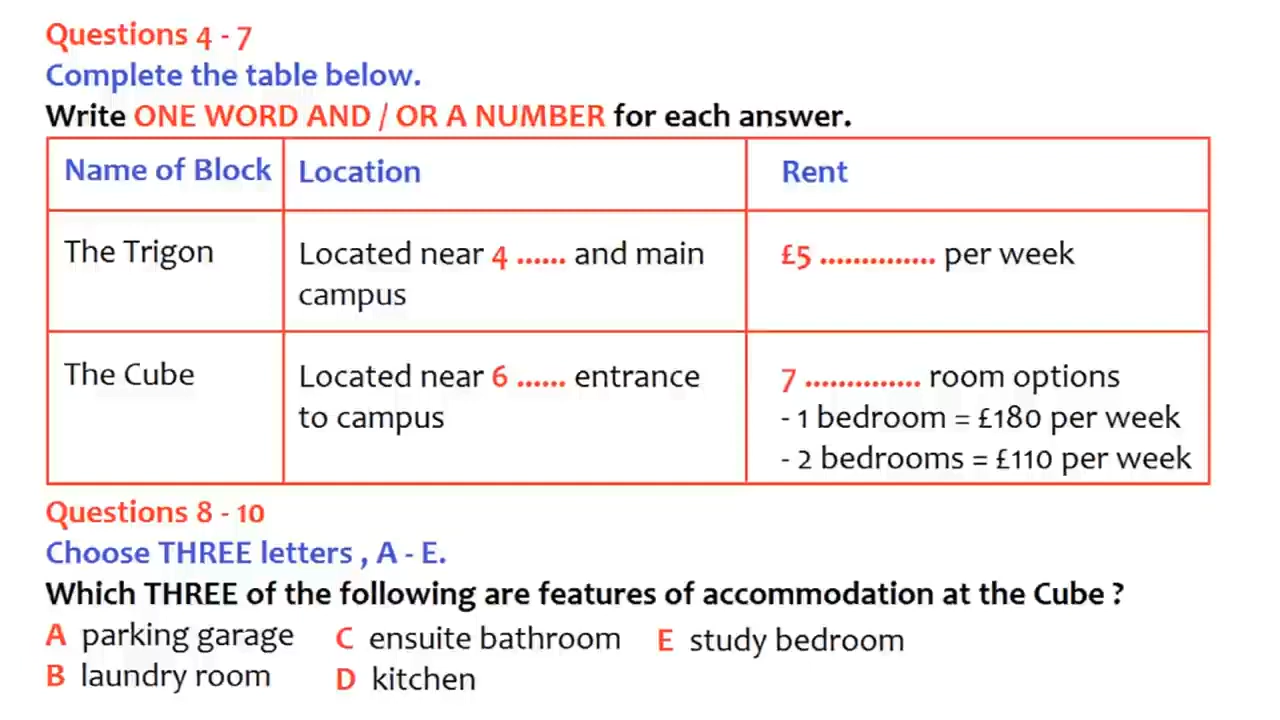 Questions 4 - 7
Complete the table below.
Write ONE WORD AND / OR A NUMBER for each answer.
Name of Block Location Rent
The Trigon Located near 4 ...... and main £5 .............. per week
campus
The Cube Located near 6 ...... entrance 7 .............. room options
to campus - 1 bedroom = £180 per week
- 2 bedrooms = £110 per week
Questions 8 - 10
Choose THREE letters , A - E.
Which THREE of the following are features of accommodation at the Cube ?
A parking garage C ensuite bathroom E study bedroom
B laundry room D kitchen